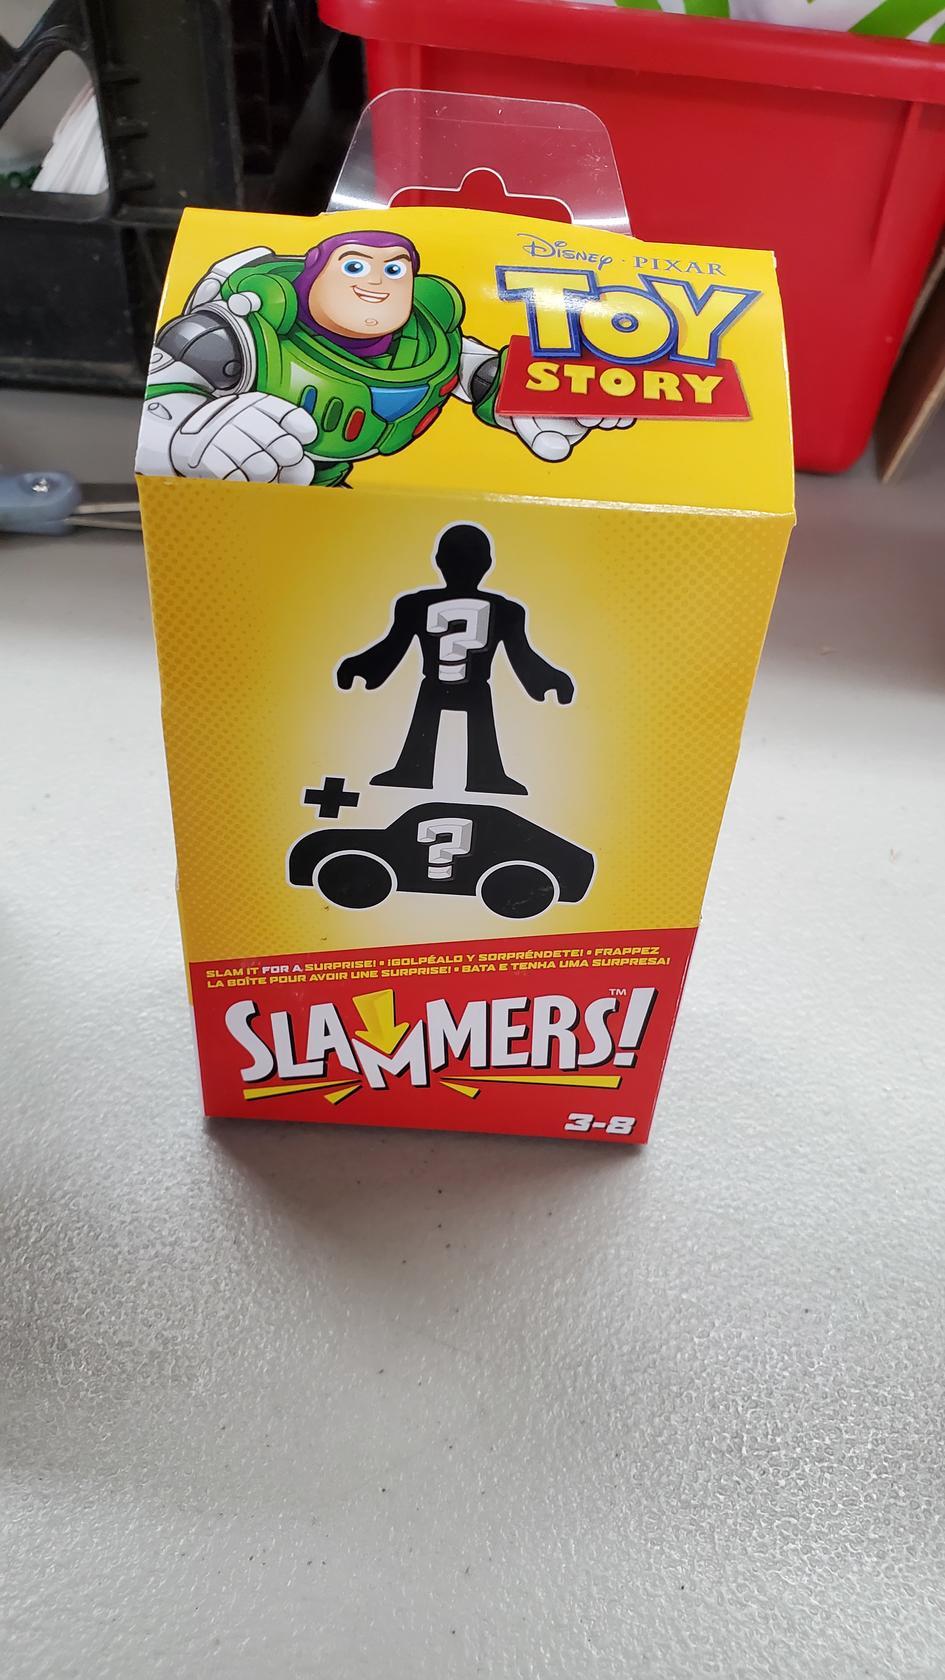 Disney · PIXAR
TOY
STORY
?
+
?
SLAM IT FOR A SURPRISE! • ¡GOLPÉALO Y SORPRÉNDETE! • FRAPPEZ
LA BOÎTE POUR AVOIR UNE SURPRISE! • BATA E TENHA UMA SURPRESA!
SLAMMERS!™
3-8